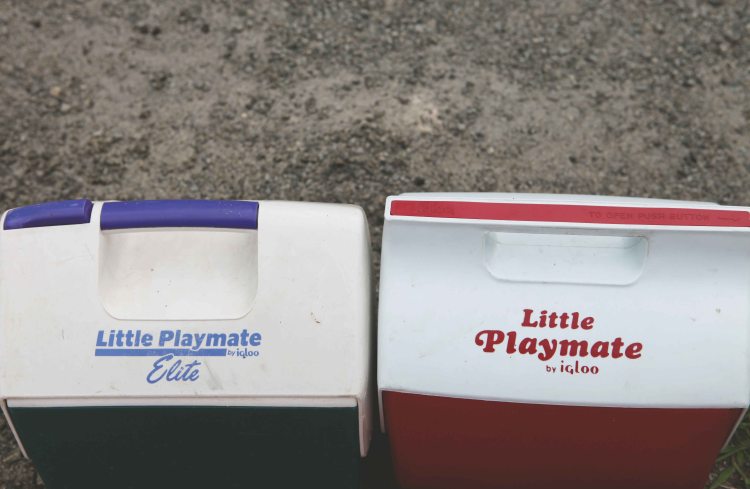 Little Playmate
by igloo
Elite
TO OPEN PUSH BUTTON
Little
Playmate
by igloo